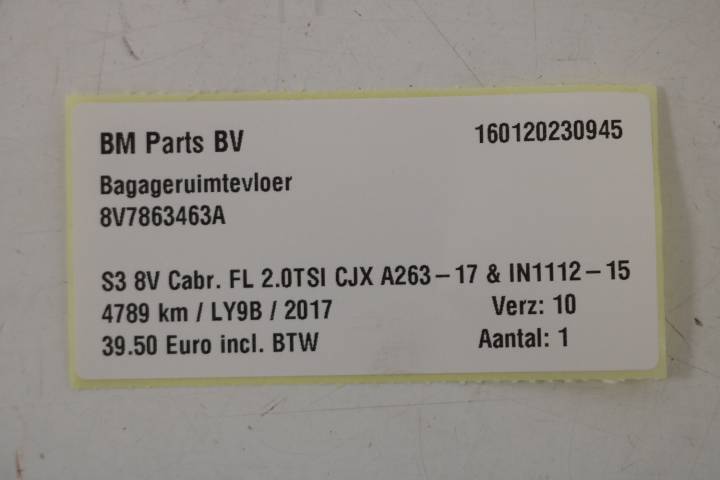 BM Parts BV 160120230945
Bagageruimtevloer
8V7863463A
S3 8V Cabr. FL 2.0TSI CJX A263-17 & IN1112-15
4789 km / LY9B / 2017 Verz: 10
39.50 Euro incl. BTW Aantal: 1